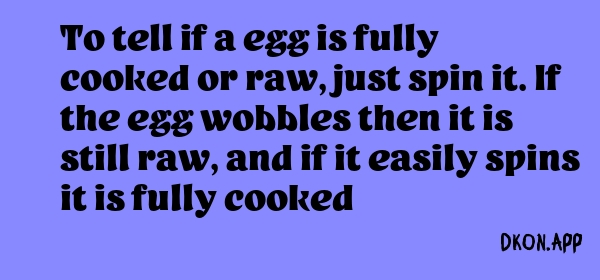 To tell if a egg is fully
cooked or raw, just spin it. If
the egg wobbles then it is
still raw, and if it easily spins
it is fully cooked
DKON.APP